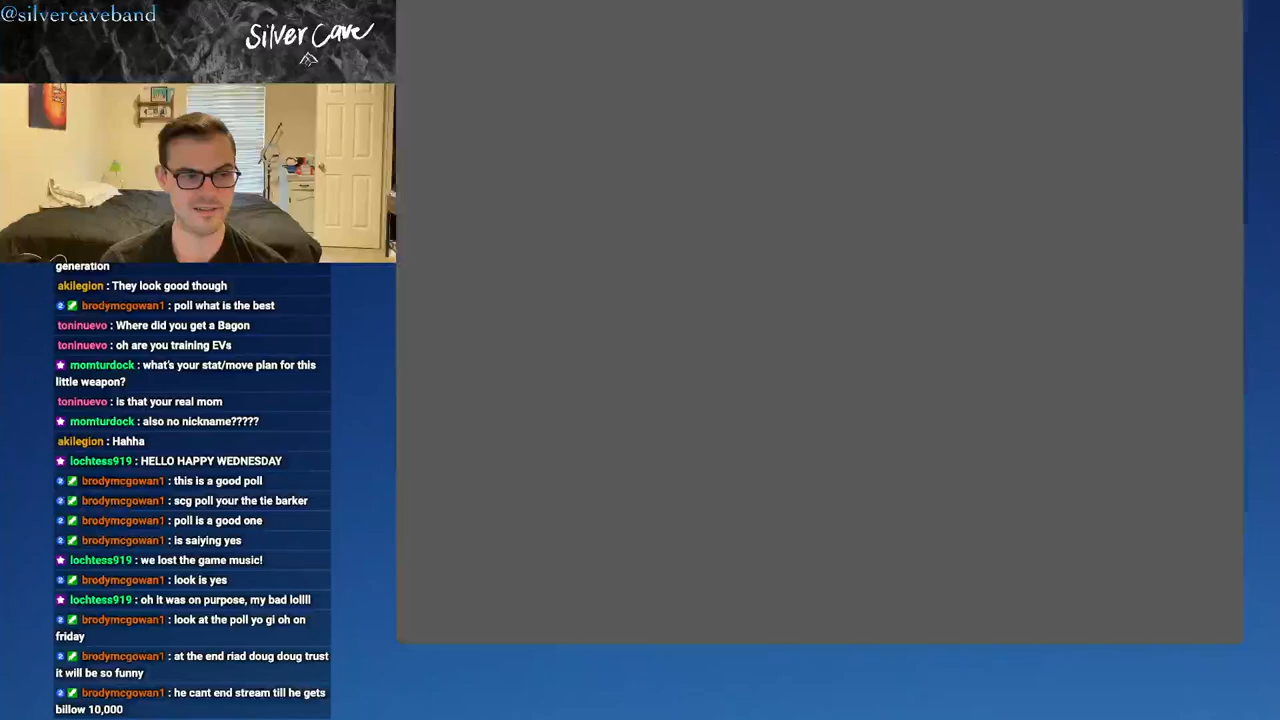 @silvercaveband
Silver Cave
generation
akilegion : They look good though
brodymcgowan1 : poll what is the best
toninuevo : Where did you get a Bagon
toninuevo : oh are you training EVs
momturdock : what's your stat/move plan for this
little weapon?
toninuevo : is that your real mom
momturdock : also no nickname?????
akilegion : Hahha
lochtess919 : HELLO HAPPY WEDNESDAY
brodymcgowan1 : this is a good poll
brodymcgowan1 : scg poll your the tie barker
brodymcgowan1 : poll is a good one
brodymcgowan1 : is saiying yes
lochtess919 : we lost the game music!
brodymcgowan1 : look is yes
lochtess919 : oh it was on purpose, my bad lollll
brodymcgowan1 : look at the poll yo gi oh on
friday
brodymcgowan1 : at the end riad doug doug trust
it will be so funny
brodymcgowan1 : he cant end stream till he gets
billow 10,000